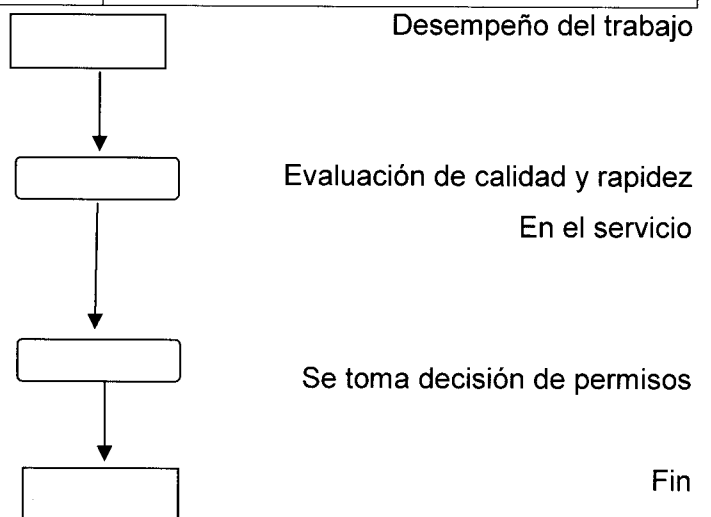 Desempeño del trabajo
Evaluación de calidad y rapidez
En el servicio
Se toma decisión de permisos
Fin